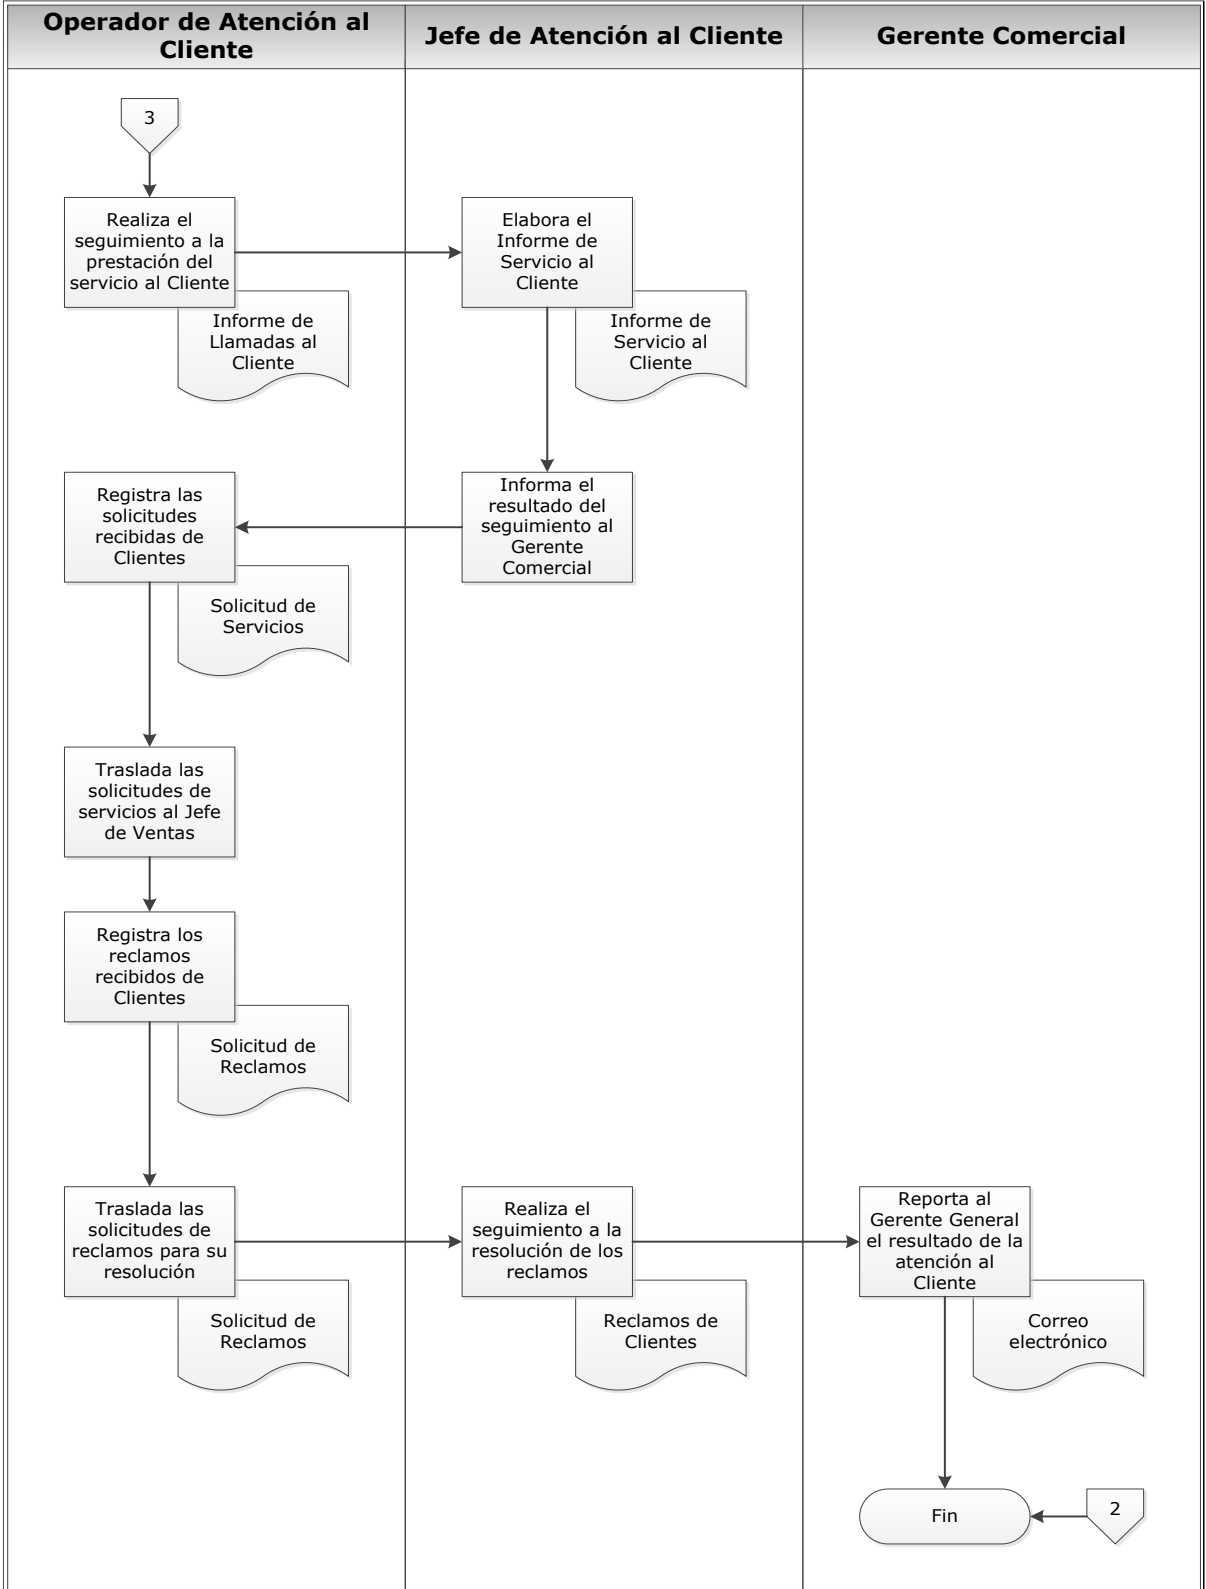 Operador de Atención al
Cliente
Jefe de Atención al Cliente
Gerente Comercial
3
Realiza el
seguimiento a la
prestación del
servicio al Cliente
Informe de
Llamadas al
Cliente
Elabora el
Informe de
Servicio al
Cliente
Informe de
Servicio al
Cliente
Informa el
resultado del
seguimiento al
Gerente
Comercial
Registra las
solicitudes
recibidas de
Clientes
Solicitud de
Servicios
Traslada las
solicitudes de
servicios al Jefe
de Ventas
Registra los
reclamos
recibidos de
Clientes
Solicitud de
Reclamos
Traslada las
solicitudes de
reclamos para su
resolución
Solicitud de
Reclamos
Realiza el
seguimiento a la
resolución de los
reclamos
Reclamos de
Clientes
Reporta al
Gerente General
el resultado de la
atención al
Cliente
Correo
electrónico
Fin
2